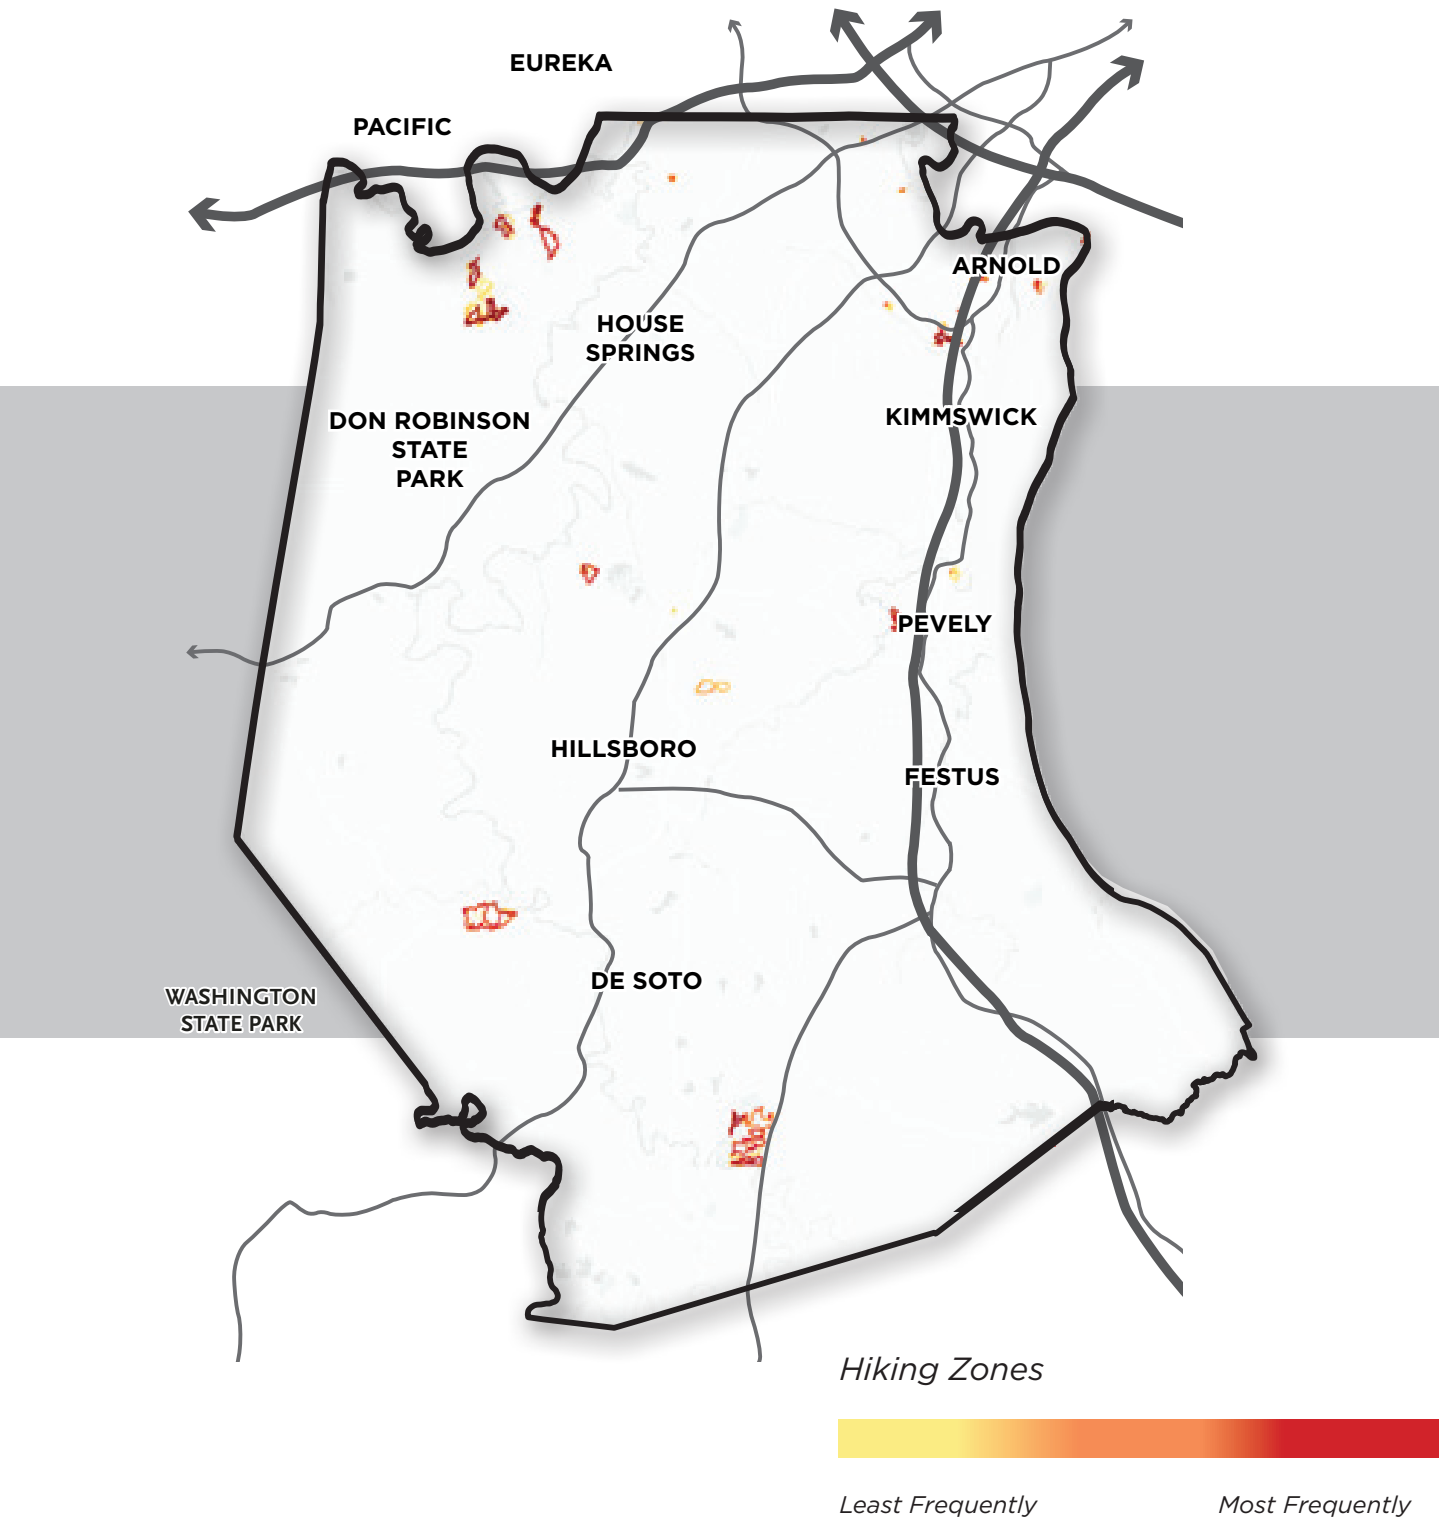 EUREKA
PACIFIC
ARNOLD
HOUSE
SPRINGS
DON ROBINSON
STATE
PARK
KIMMSWICK
PEVELY
HILLSBORO
FESTUS
DE SOTO
WASHINGTON
STATE PARK
Hiking Zones
Least Frequently
Most Frequently